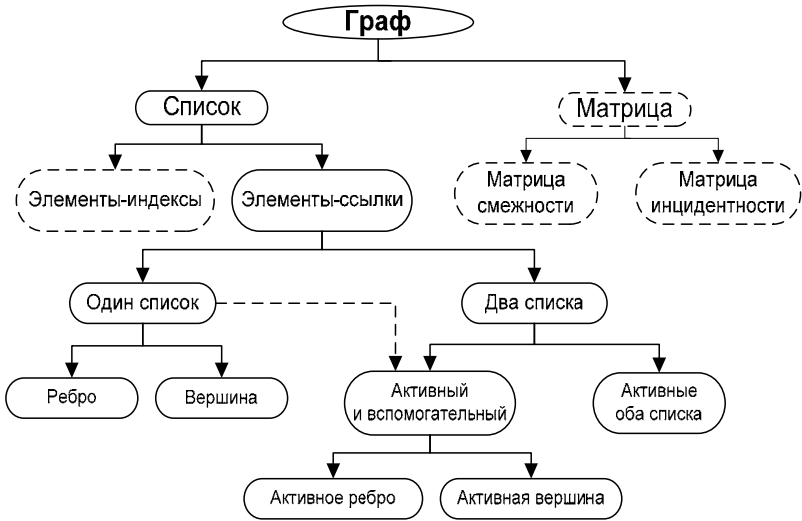 Граф
Список
Матрица
Элементы-индексы
Элементы-ссылки
Матрица
смежности
Матрица
инцидентности
Один список
Два списка
Ребро
Вершина
Активный
и вспомогательный
Активные
оба списка
Активное ребро
Активная вершина